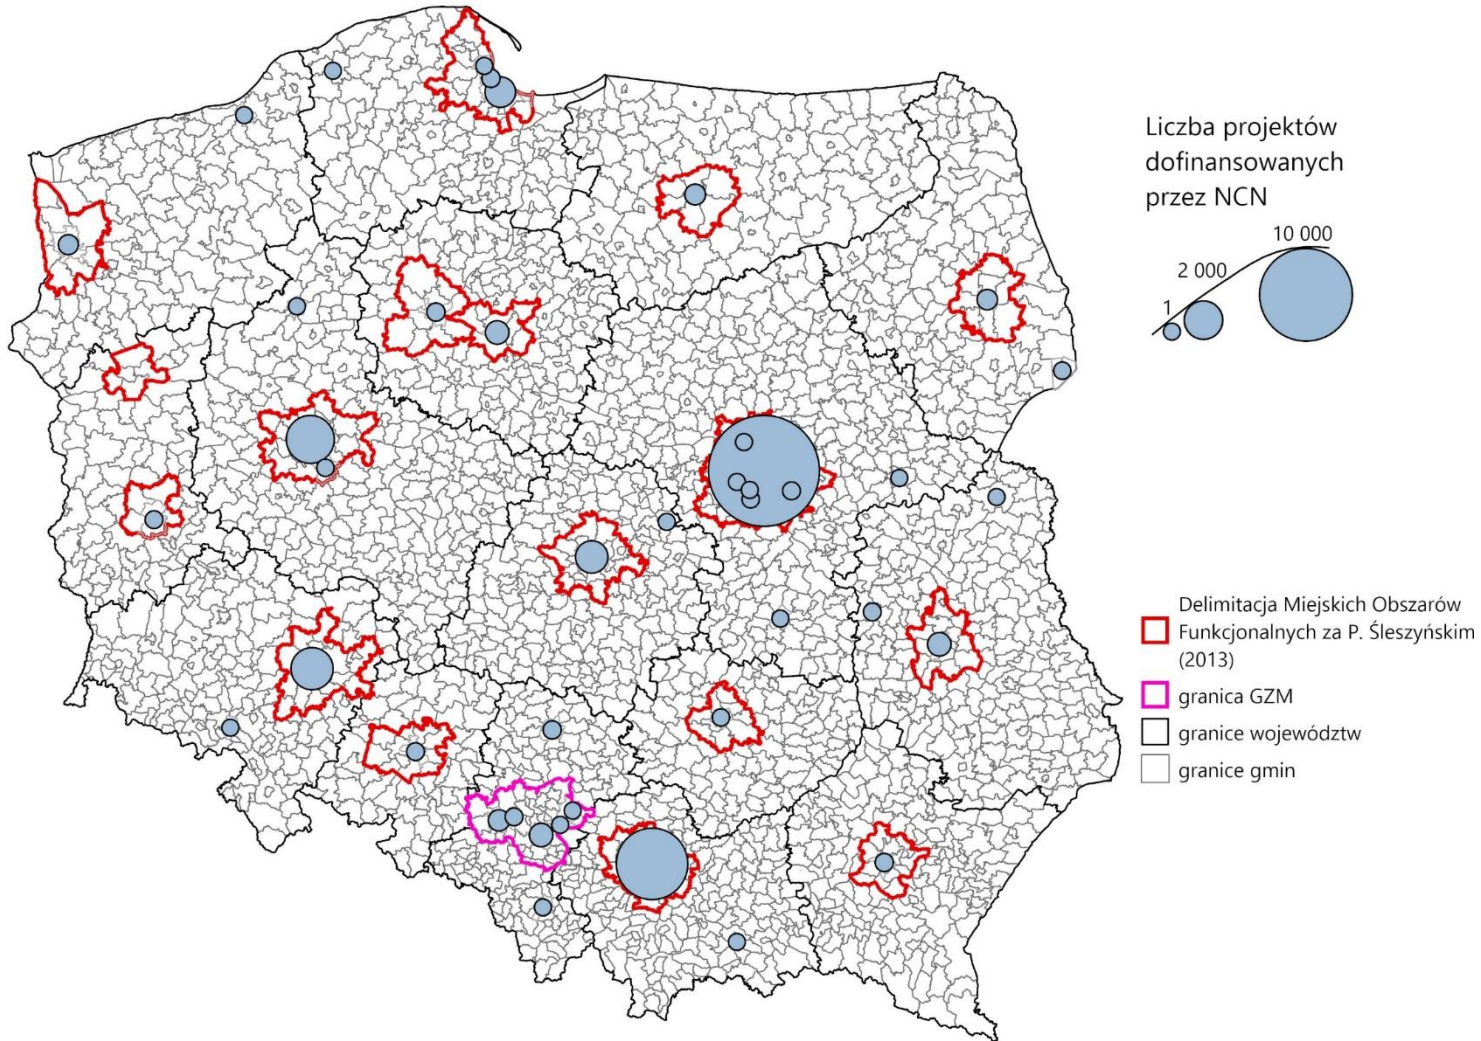 Liczba projektów
dofinansowanych
przez NCN
10 000
2 000
1
Delimitacja Miejskich Obszarów
Funkcjonalnych za P. Śleszyńskim
(2013)
granica GZM
granice województw
granice gmin